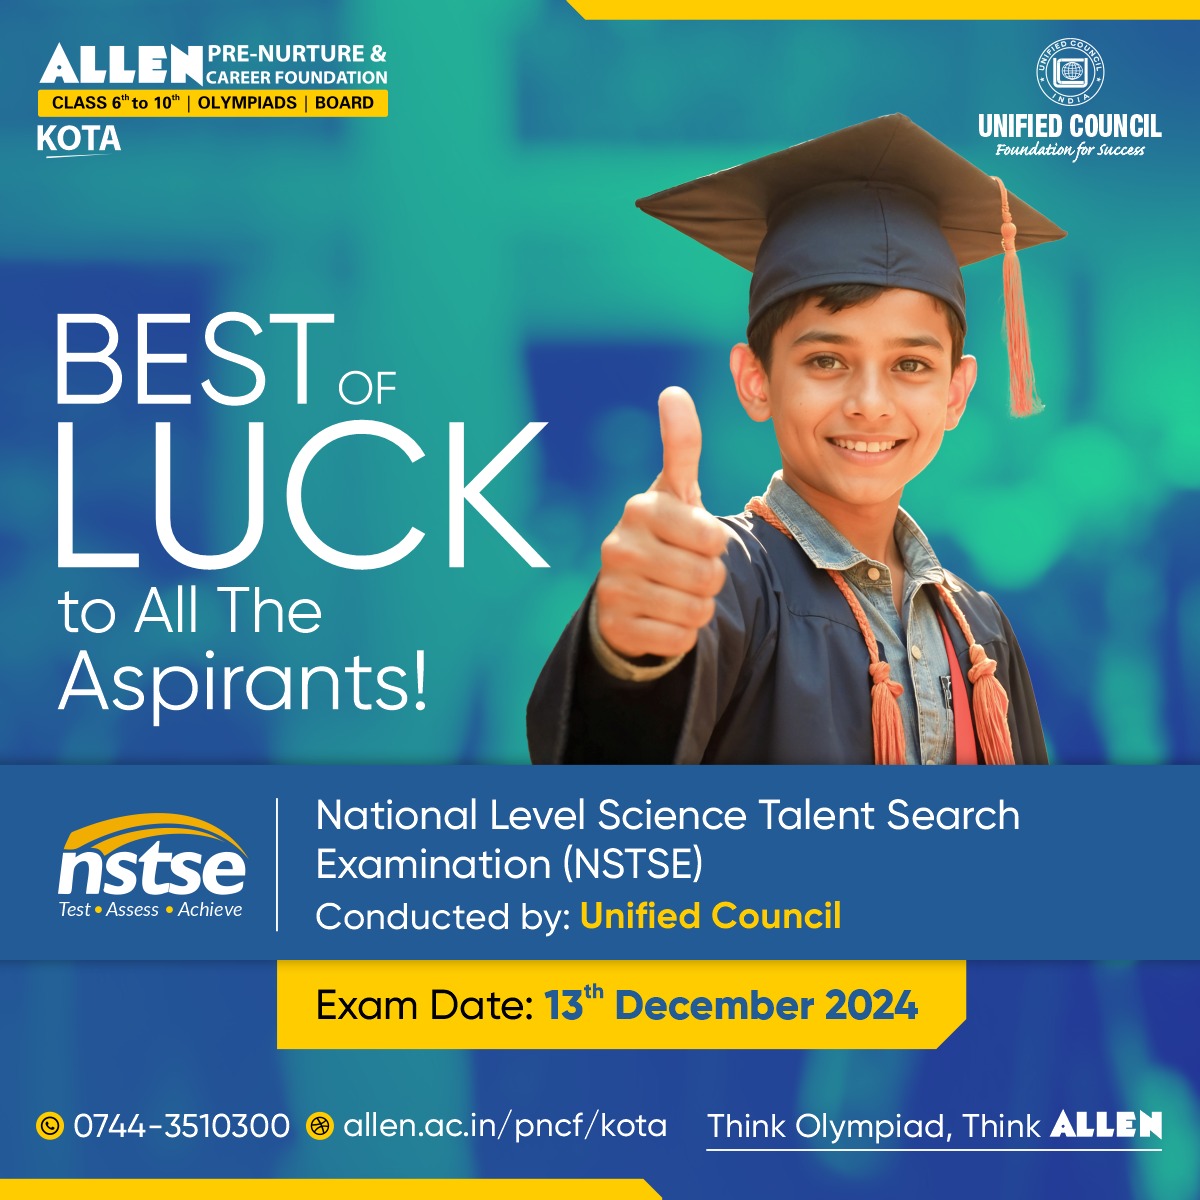 ALLEN PRE-NURTURE &
CAREER FOUNDATION
CLASS 6th to 10th | OLYMPIADS | BOARD
KOTA
UNIFIED COUNCIL
INDIA
UNIFIED COUNCIL
Foundation for Success
BEST OF
LUCK
to All The
Aspirants!
nstse
Test • Assess • Achieve
National Level Science Talent Search
Examination (NSTSE)
Conducted by: Unified Council
Exam Date: 13th December 2024
0744-3510300 allen.ac.in/pncf/kota Think Olympiad, Think ALLEN